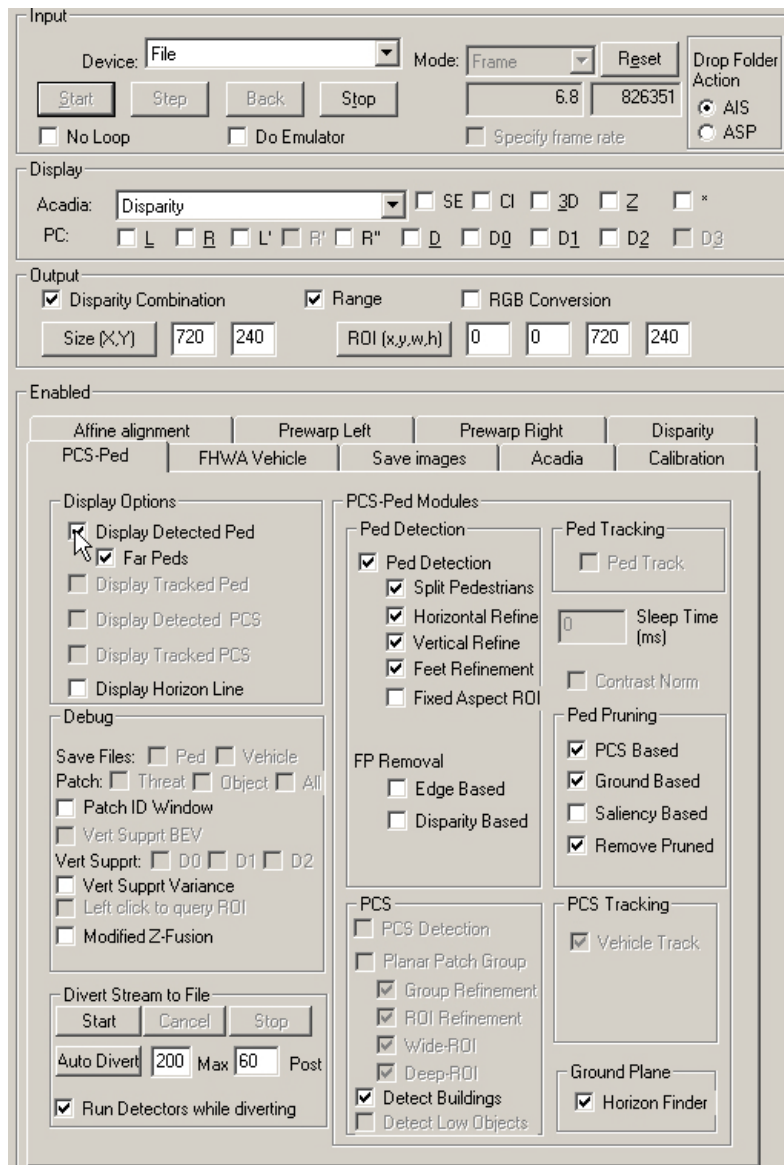 Input
Device: File Mode: Frame Reset
Start Step Back Stop 6.8 826351
No Loop Do Emulator Specify frame rate
Drop Folder
Action
AIS
ASP
Display
Acadia: Disparity SE CI 3D Z *
PC: L R L' R' R" D D0 D1 D2 D3
Output
Disparity Combination Range RGB Conversion
Size (X,Y) 720 240 ROI (x,y,w,h) 0 0 720 240
Enabled
Affine alignment Prewarp Left Prewarp Right Disparity
PCS-Ped FHWA Vehicle Save images Acadia Calibration
Display Options
Display Detected Ped
Far Peds
Display Tracked Ped
Display Detected PCS
Display Tracked PCS
Display Horizon Line
Debug
Save Files: Ped Vehicle
Patch: Threat Object All
Patch ID Window
Vert Supprt BEV
Vert Supprt: D0 D1 D2
Vert Supprt Variance
Left click to query ROI
Modified Z-Fusion
Divert Stream to File
Start Cancel Stop
Auto Divert 200 Max 60 Post
Run Detectors while diverting
PCS-Ped Modules
Ped Detection
Ped Detection
Split Pedestrians
Horizontal Refine
Vertical Refine
Feet Refinement
Fixed Aspect ROI
FP Removal
Edge Based
Disparity Based
PCS
PCS Detection
Planar Patch Group
Group Refinement
ROI Refinement
Wide-ROI
Deep-ROI
Detect Buildings
Detect Low Objects
Ped Tracking
Ped Track
0 Sleep Time
(ms)
Contrast Norm
Ped Pruning
PCS Based
Ground Based
Saliency Based
Remove Pruned
PCS Tracking
Vehicle Track
Ground Plane
Horizon Finder